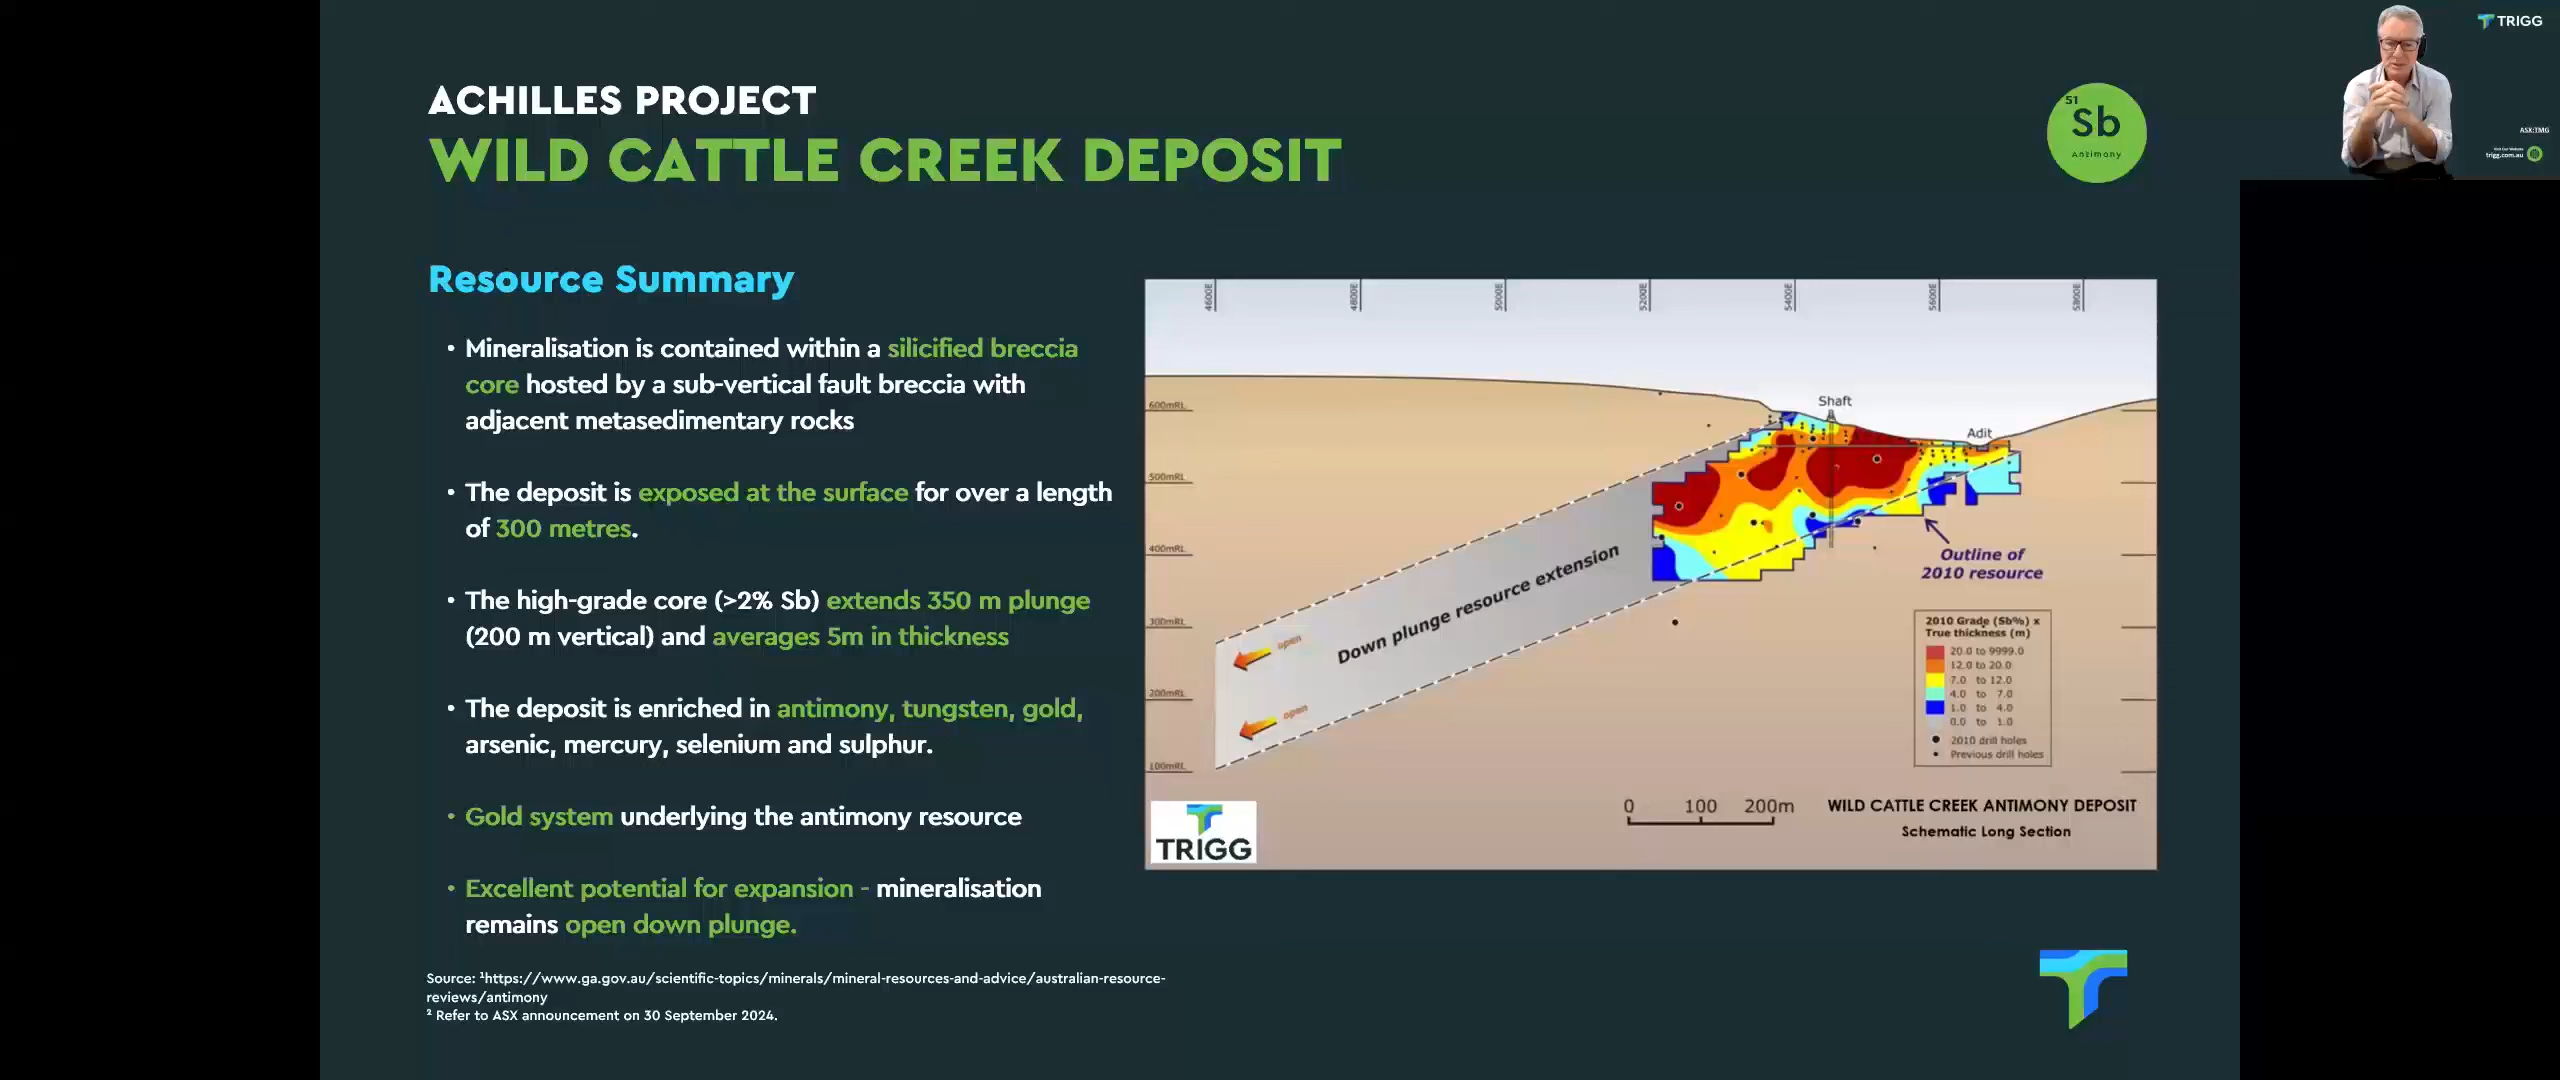 TRIGG
ASX:TMG
Visit Our Website
trigg.com.au
ACHILLES PROJECT
WILD CATTLE CREEK DEPOSIT
51
Sb
Antimony
Resource Summary
• Mineralisation is contained within a silicified breccia
core hosted by a sub-vertical fault breccia with
adjacent metasedimentary rocks
• The deposit is exposed at the surface for over a length
of 300 metres.
• The high-grade core (>2% Sb) extends 350 m plunge
(200 m vertical) and averages 5m in thickness
• The deposit is enriched in antimony, tungsten, gold,
arsenic, mercury, selenium and sulphur.
• Gold system underlying the antimony resource
• Excellent potential for expansion - mineralisation
remains open down plunge.
Source: ¹https://www.ga.gov.au/scientific-topics/minerals/mineral-resources-and-advice/australian-resource-
reviews/antimony
² Refer to ASX announcement on 30 September 2024.
4600E
4800E
5000E
5200E
5400E
5600E
5800E
600mRL
500mRL
400mRL
300mRL
200mRL
100mRL
Shaft
Adit
Down plunge resource extension
open
open
Outline of
2010 resource
2010 Grade (Sb%) x
True thickness (m)
20.0 to 9999.0
12.0 to 20.0
7.0 to 12.0
4.0 to 7.0
1.0 to 4.0
0.0 to 1.0
2010 drill holes
Previous drill holes
0 100 200m
WILD CATTLE CREEK ANTIMONY DEPOSIT
Schematic Long Section
TRIGG